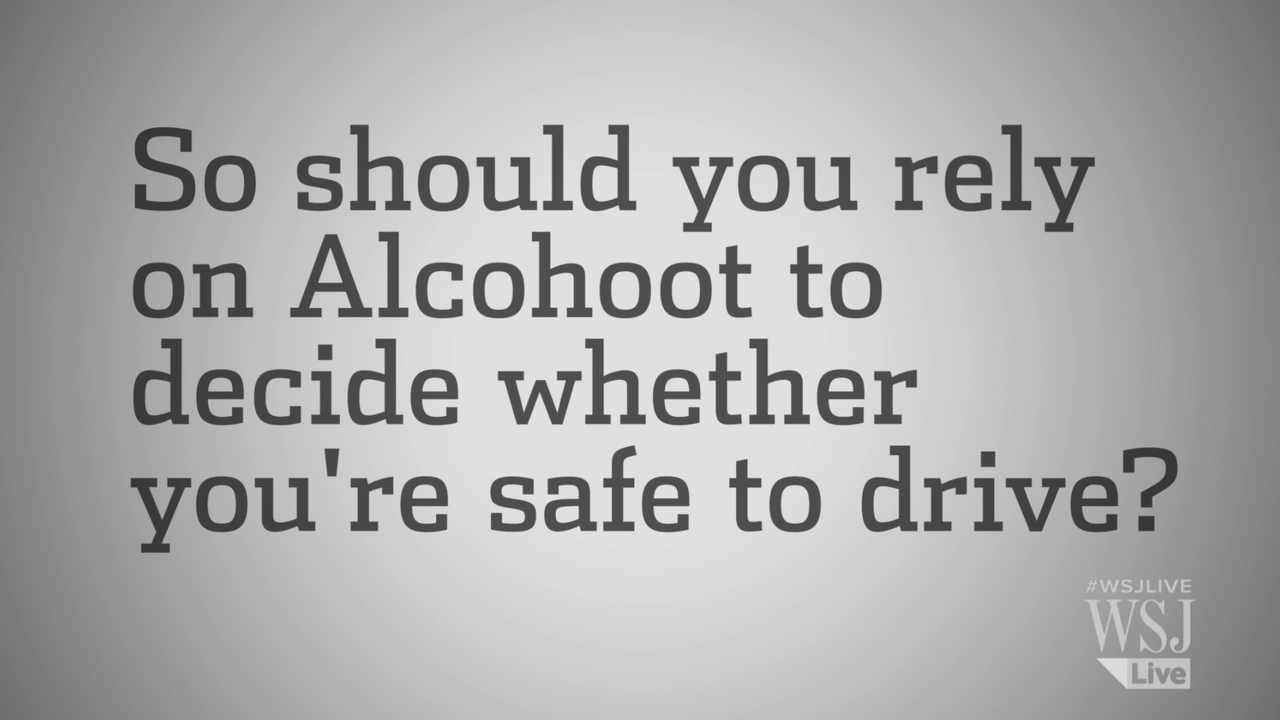 So should you rely
on Alcohoot to
decide whether
you're safe to drive?
#WSJLIVE
WSJ
Live